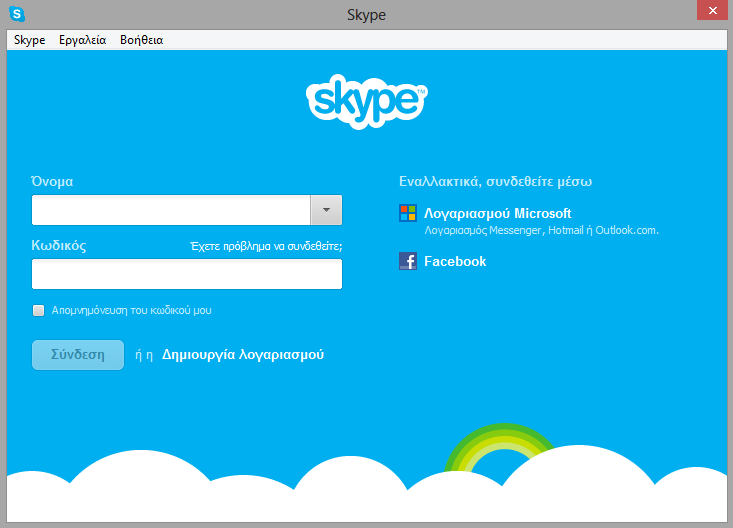 Skype
Skype Εργαλεία Βοήθεια
skype™
Όνομα
Κωδικός
Έχετε πρόβλημα να συνδεθείτε;
Απομνημόνευση του κωδικού μου
Σύνδεση ή η Δημιουργία λογαριασμού
Εναλλακτικά, συνδεθείτε μέσω
Λογαριασμού Microsoft
Λογαριασμός Messenger, Hotmail ή Outlook.com.
Facebook